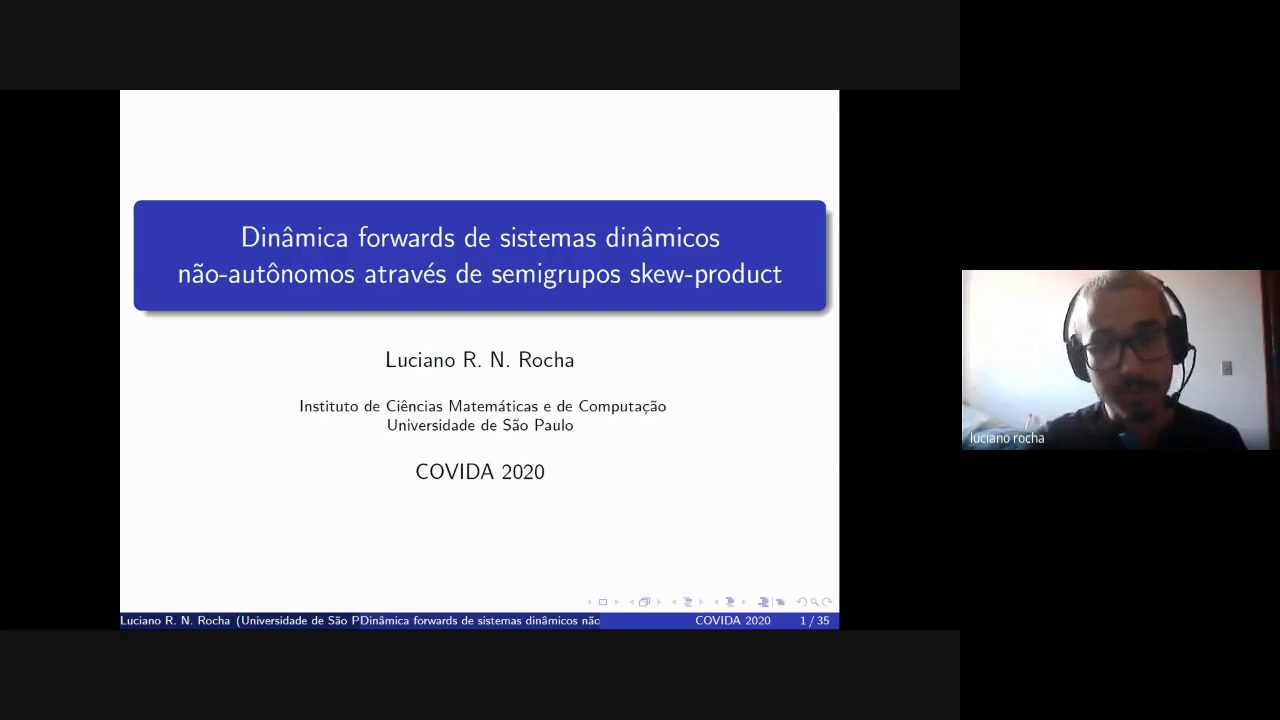 Dinâmica forwards de sistemas dinâmicos
não-autônomos através de semigrupos skew-product
Luciano R. N. Rocha
Instituto de Ciências Matemáticas e de Computação
Universidade de São Paulo
COVIDA 2020
Luciano R. N. Rocha (Universidade de São P
Dinâmica forwards de sistemas dinâmicos nãc
COVIDA 2020
1 / 35
luciano rocha